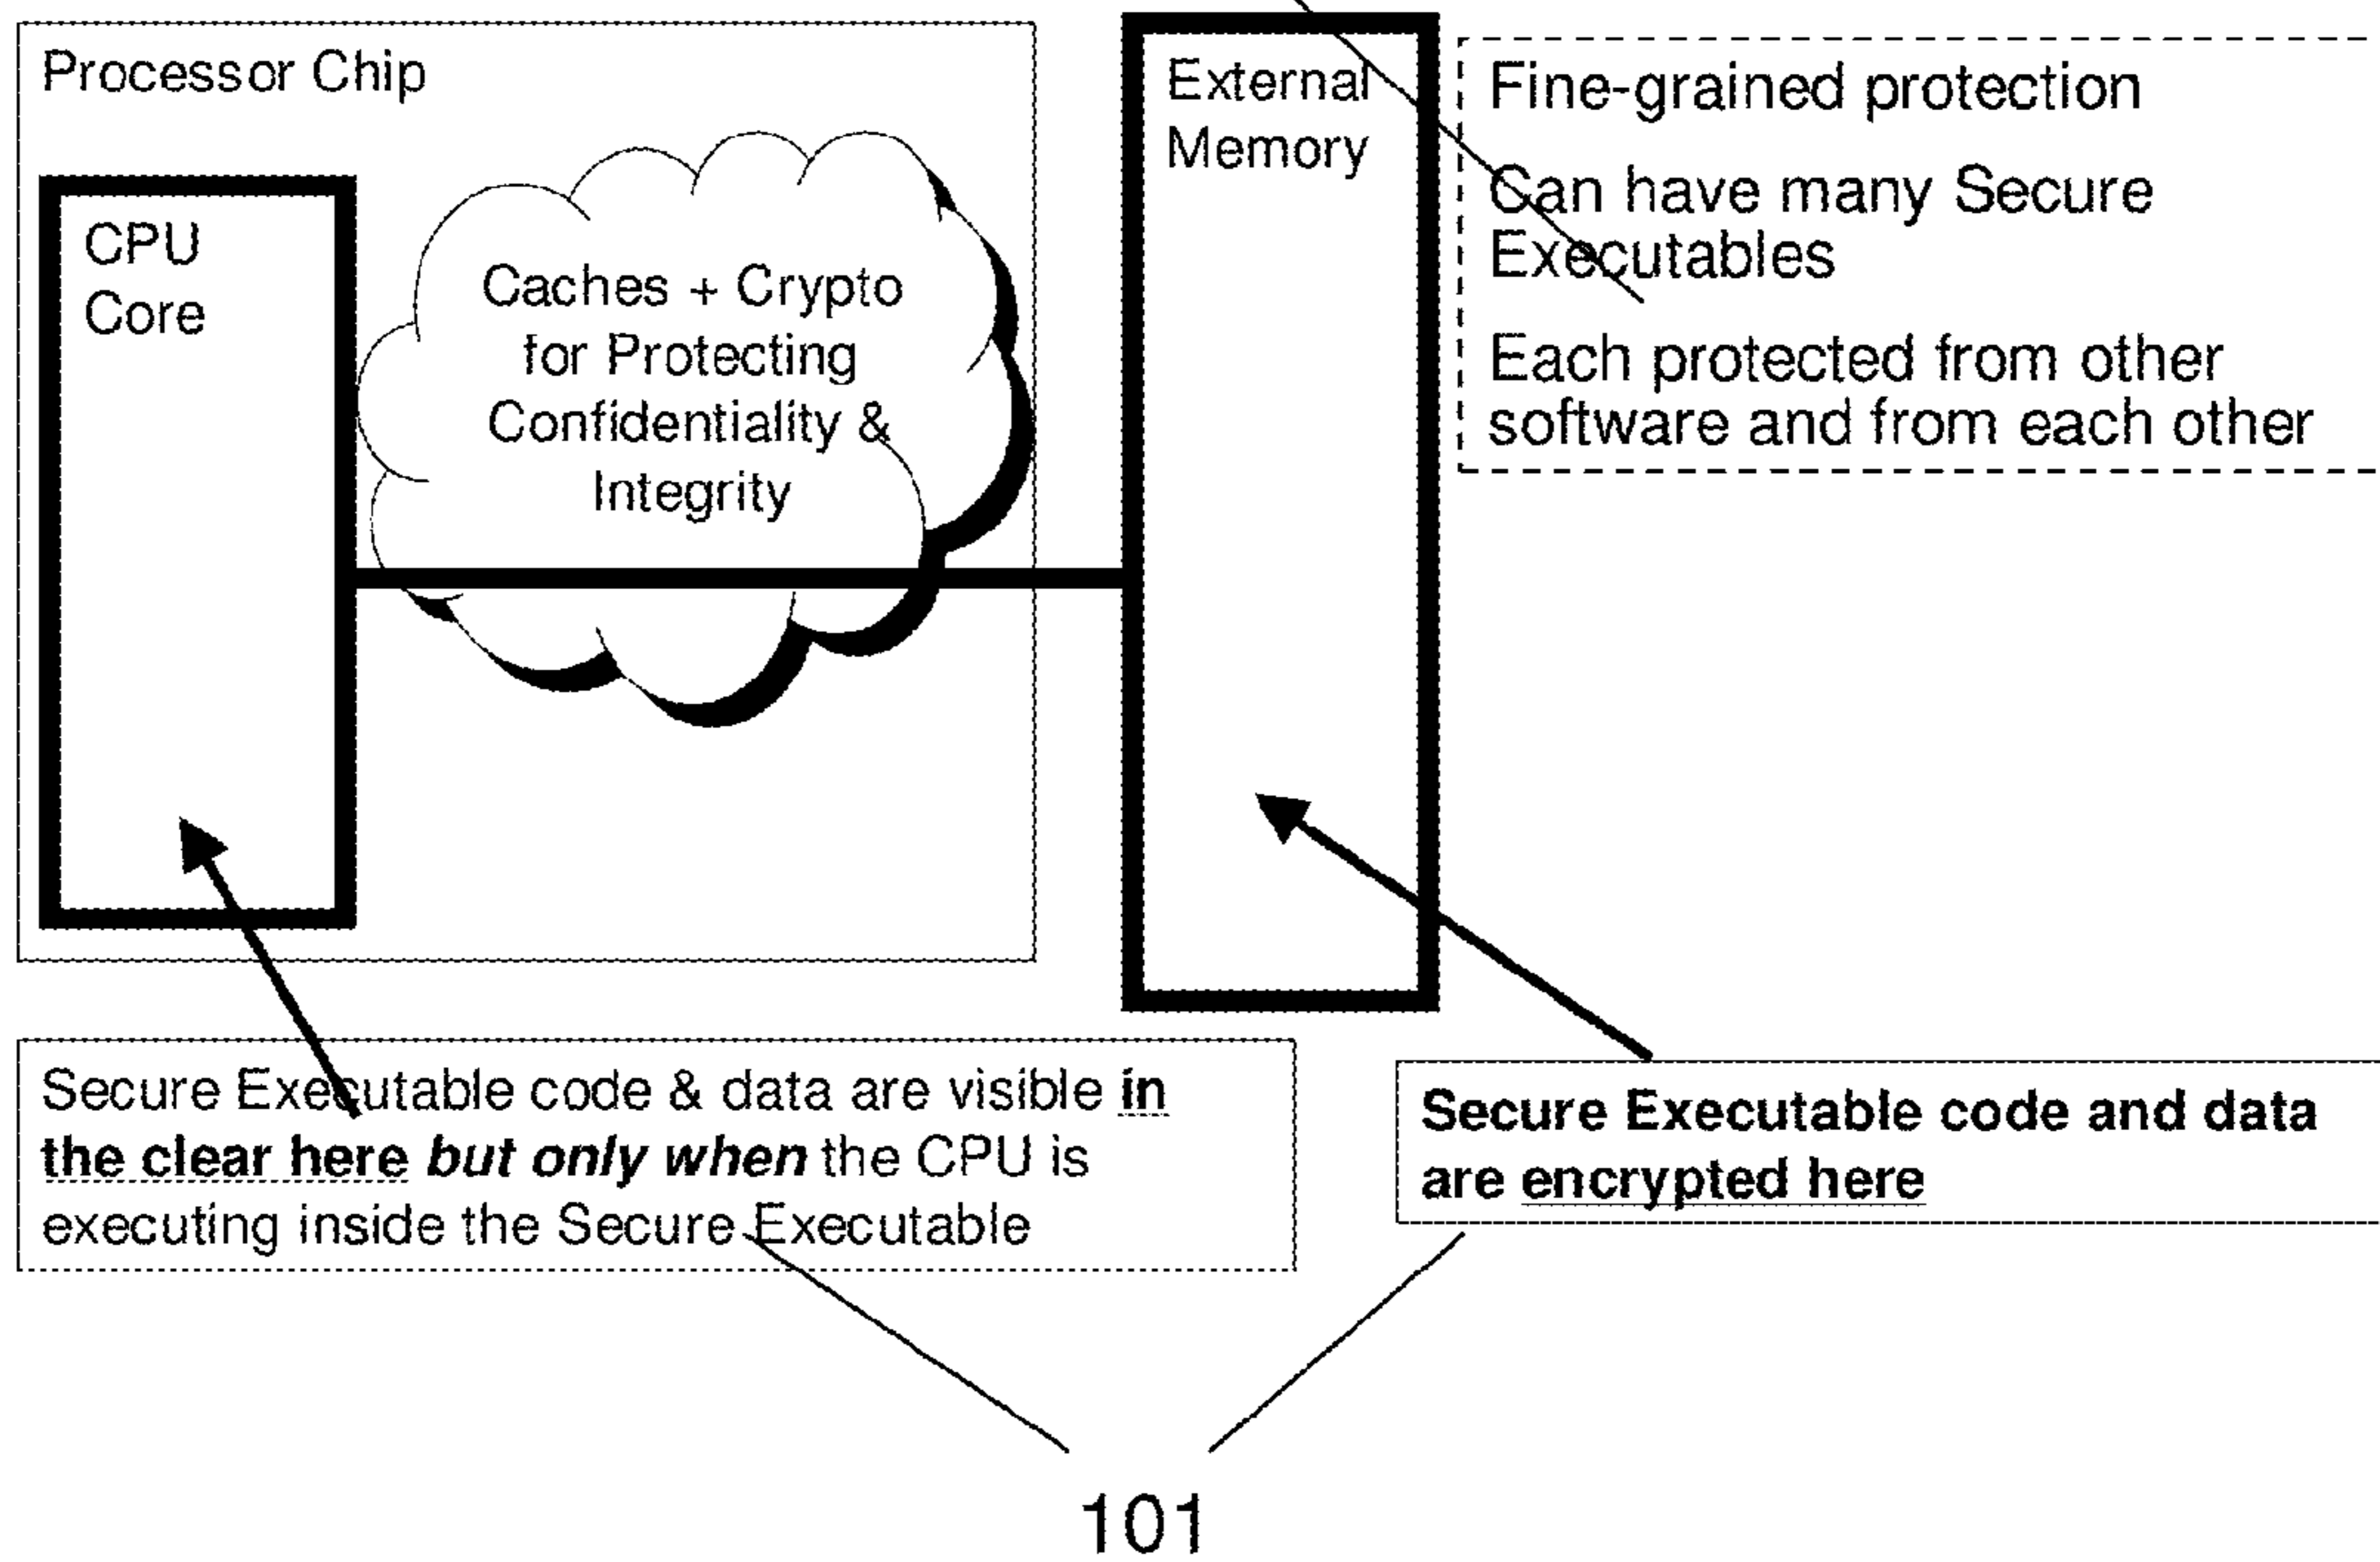 Processor Chip
CPU
Core
Caches + Crypto
for Protecting
Confidentiality &
Integrity
External
Memory
Fine-grained protection
Can have many Secure
Executables
Each protected from other
software and from each other
Secure Executable code & data are visible in
the clear here but only when the CPU is
executing inside the Secure Executable
Secure Executable code and data
are encrypted here
101